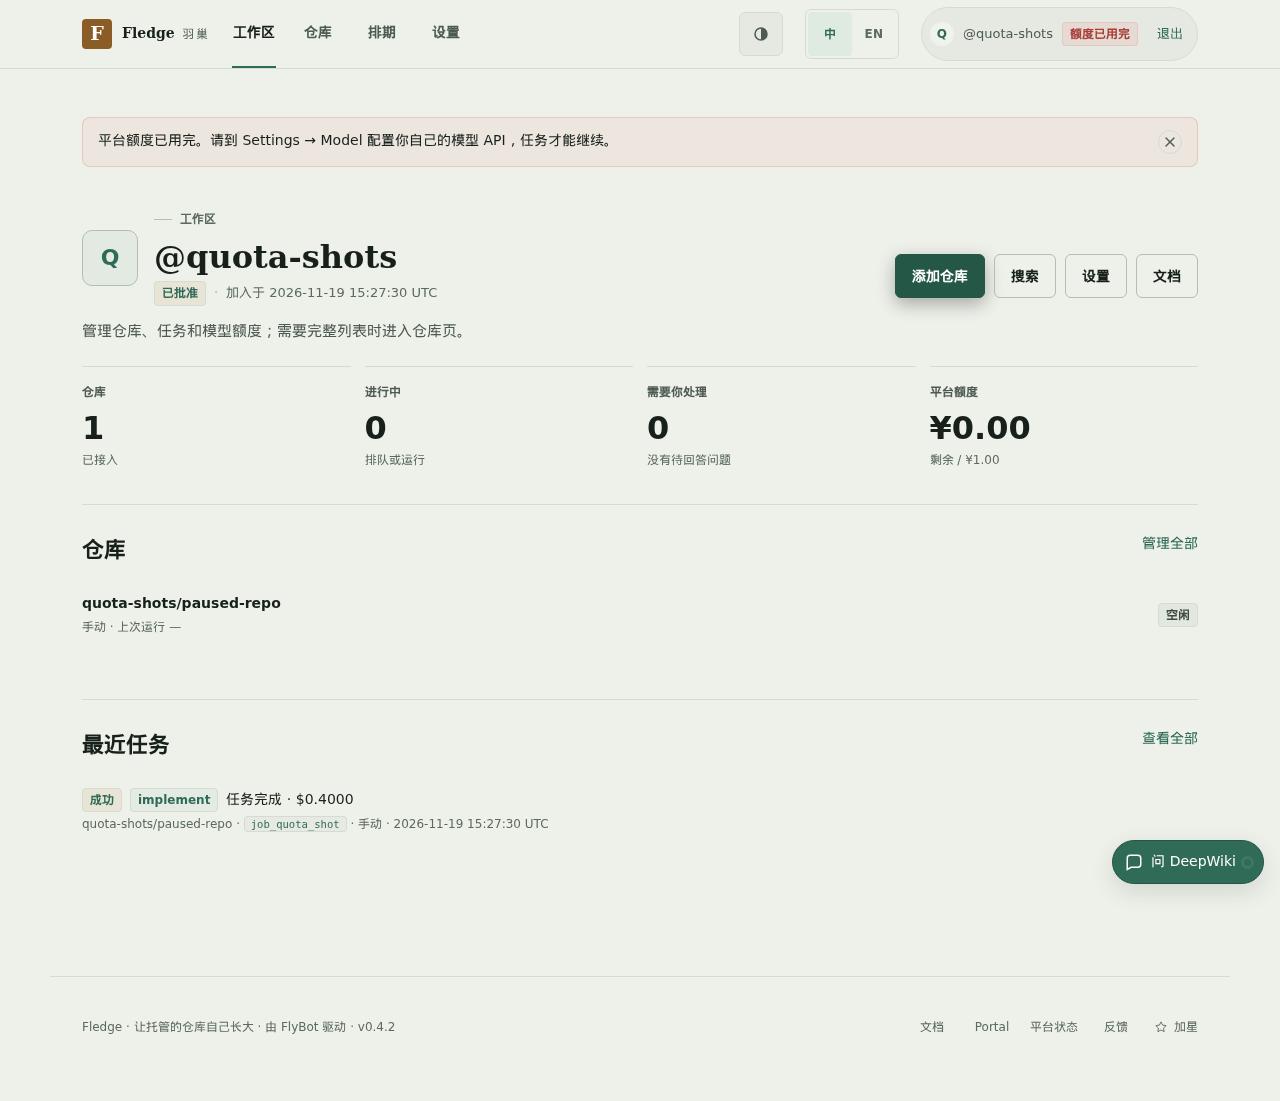 F Fledge 羽巢 工作区 仓库 排期 设置 中 EN Q @quota-shots 额度已用完 退出
平台额度已用完。请到 Settings → Model 配置你自己的模型 API，任务才能继续。
工作区
Q @quota-shots
已批准 · 加入于 2026-11-19 15:27:30 UTC
添加仓库 搜索 设置 文档
管理仓库、任务和模型额度；需要完整列表时进入仓库页。
仓库 进行中 需要你处理 平台额度
1 0 0 ¥0.00
已接入 排队或运行 没有待回答问题 剩余 / ¥1.00
仓库 管理全部
quota-shots/paused-repo
手动 · 上次运行 —
空闲
最近任务 查看全部
成功 implement 任务完成 · $0.4000
quota-shots/paused-repo · job_quota_shot · 手动 · 2026-11-19 15:27:30 UTC
问 DeepWiki
Fledge · 让托管的仓库自己长大 · 由 FlyBot 驱动 · v0.4.2 文档 Portal 平台状态 反馈 加星